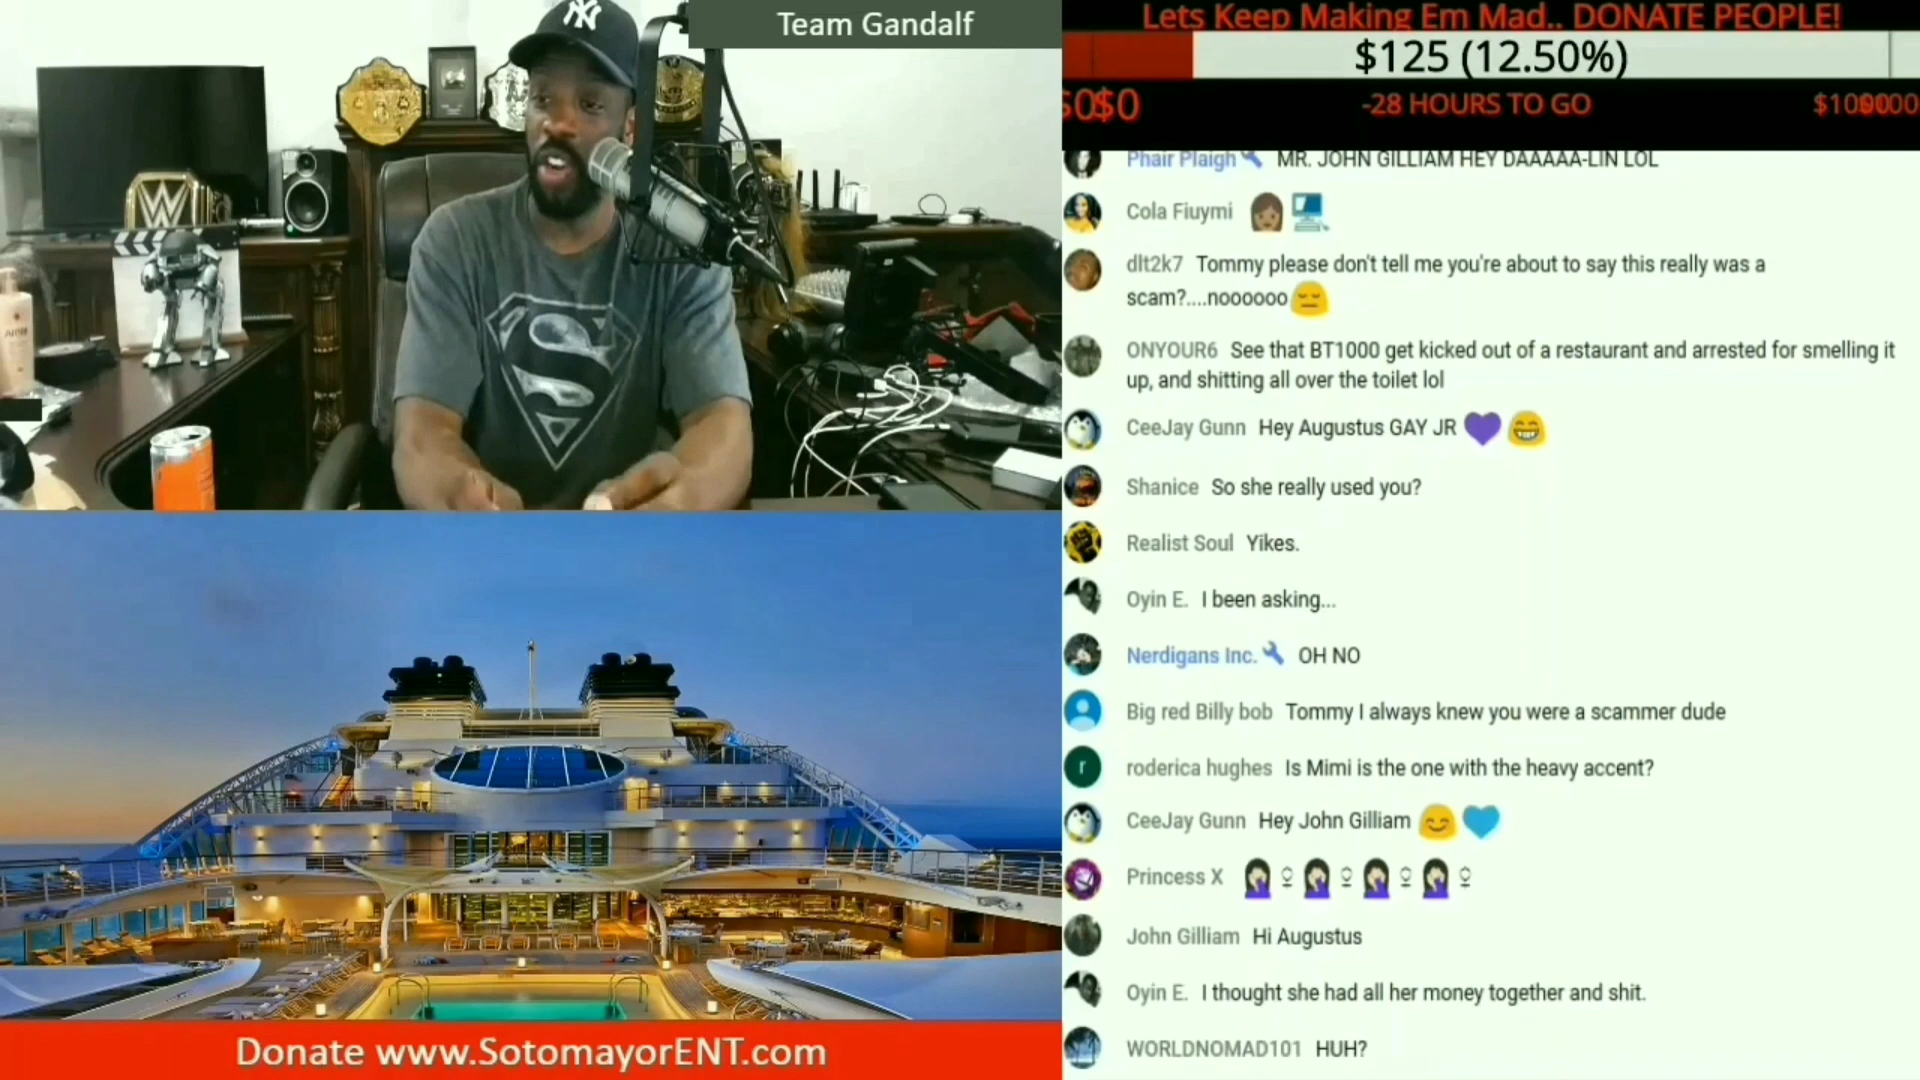 Team Gandalf
NY
W
S
Donate www.SotomayorENT.com
Lets Keep Making Em Mad.. DONATE PEOPLE!
$125 (12.50%)
$0 -28 HOURS TO GO
Phair Plaigh MR. JOHN GILLIAM HEY DAAAAA-LIN LOL
Cola Fiuymi
dlt2k7 Tommy please don't tell me you're about to say this really was a
scam?....noooooo
ONYOUR6 See that BT1000 get kicked out of a restaurant and arrested for smelling it
up, and shitting all over the toilet lol
CeeJay Gunn Hey Augustus GAY JR
Shanice So she really used you?
Realist Soul Yikes.
Oyin E. I been asking...
Nerdigans Inc. OH NO
Big red Billy bob Tommy I always knew you were a scammer dude
r roderica hughes Is Mimi is the one with the heavy accent?
CeeJay Gunn Hey John Gilliam
Princess X
John Gilliam Hi Augustus
Oyin E. I thought she had all her money together and shit.
WORLDNOMAD101 HUH?